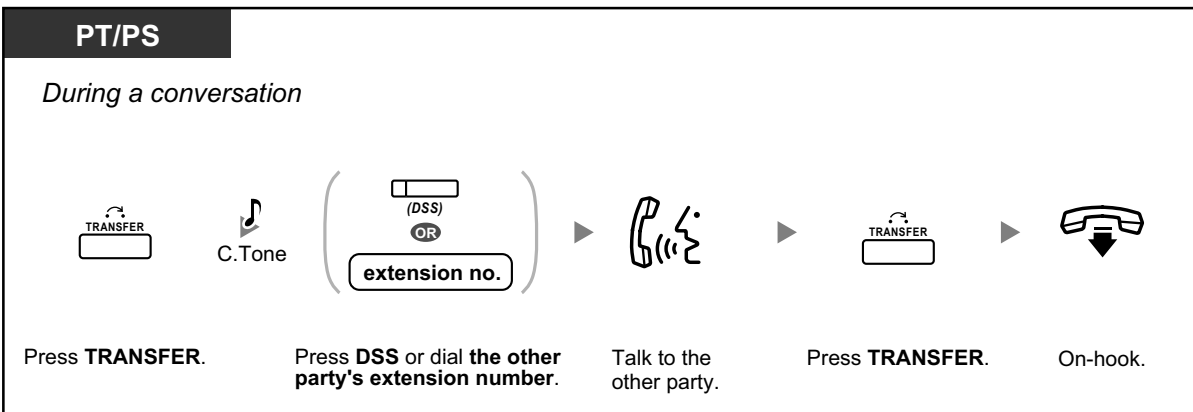 PT/PS
During a conversation
TRANSFER
C.Tone
(DSS)
OR
extension no.
TRANSFER
Press TRANSFER.
Press DSS or dial the other
party's extension number.
Talk to the
other party.
Press TRANSFER.
On-hook.